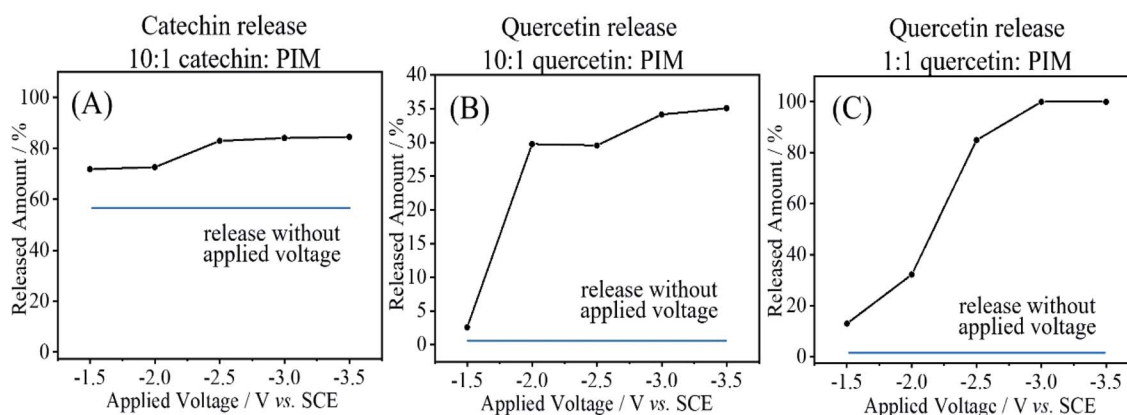 Catechin release
10:1 catechin: PIM
(A)
Released Amount / %
100
80
60
40
20
0
release without
applied voltage
-1.5 -2.0 -2.5 -3.0 -3.5
Applied Voltage / V vs. SCE
Quercetin release
10:1 quercetin: PIM
(B)
Released Amount / %
40
35
30
25
20
15
10
5
0
release without
applied voltage
-1.5 -2.0 -2.5 -3.0 -3.5
Applied Voltage / V vs. SCE
Quercetin release
1:1 quercetin: PIM
(C)
Released Amount / %
100
80
60
40
20
0
release without
applied voltage
-1.5 -2.0 -2.5 -3.0 -3.5
Applied Voltage / V vs. SCE